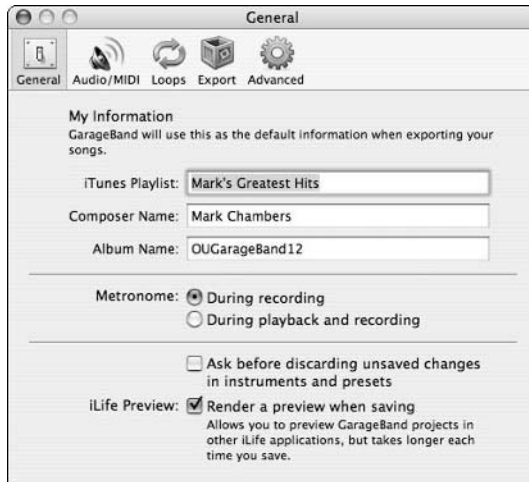 General
General Audio/MIDI Loops Export Advanced
My Information
GarageBand will use this as the default information when exporting your
songs.
iTunes Playlist: Mark's Greatest Hits
Composer Name: Mark Chambers
Album Name: OUGarageBand12
Metronome: During recording
During playback and recording
Ask before discarding unsaved changes
in instruments and presets
iLife Preview: Render a preview when saving
Allows you to preview GarageBand projects in
other iLife applications, but takes longer each
time you save.